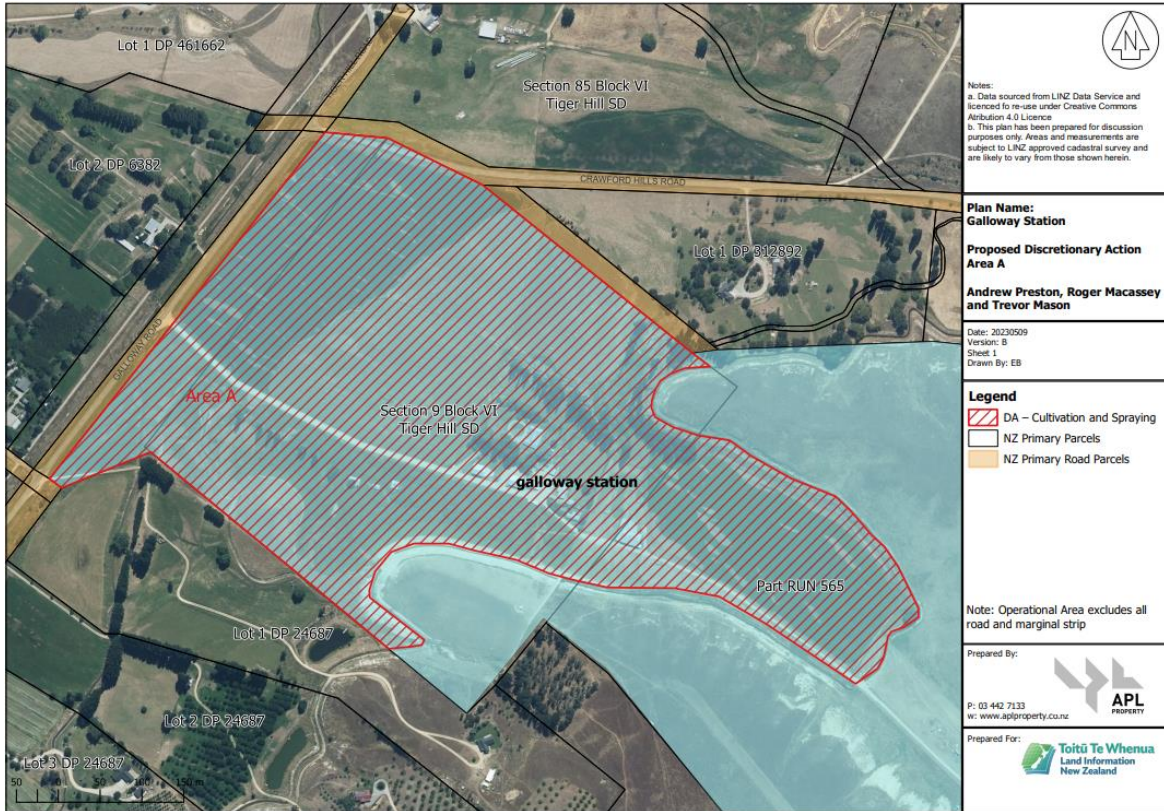 Lot 1 DP 461662
Section 85 Block VI
Tiger Hill SD
Lot 2 DP 6382
CRAWFORD HILLS ROAD
Lot 1 DP 312892
GALLOWAY ROAD
Area A
Section 9 Block VI
Tiger Hill SD
galloway station
Part RUN 565
Lot 1 DP 24687
Lot 2 DP 24687
Lot 3 DP 24687
50 0 50 100 150 m
N
Notes:
a. Data sourced from LINZ Data Service and
licenced fo re-use under Creative Commons
Atribution 4.0 Licence
b. This plan has been prepared for discussion
purposes only. Areas and measurements are
subject to LINZ approved cadastral survey and
are likely to vary from those shown herein.
Plan Name:
Galloway Station
Proposed Discretionary Action
Area A
Andrew Preston, Roger Macassey
and Trevor Mason
Date: 20230509
Version: B
Sheet 1
Drawn By: EB
Legend
DA – Cultivation and Spraying
NZ Primary Parcels
NZ Primary Road Parcels
Note: Operational Area excludes all
road and marginal strip
Prepared By:
P: 03 442 7133
w: www.aplproperty.co.nz
APL
PROPERTY
Prepared For:
Toitū Te Whenua
Land Information
New Zealand